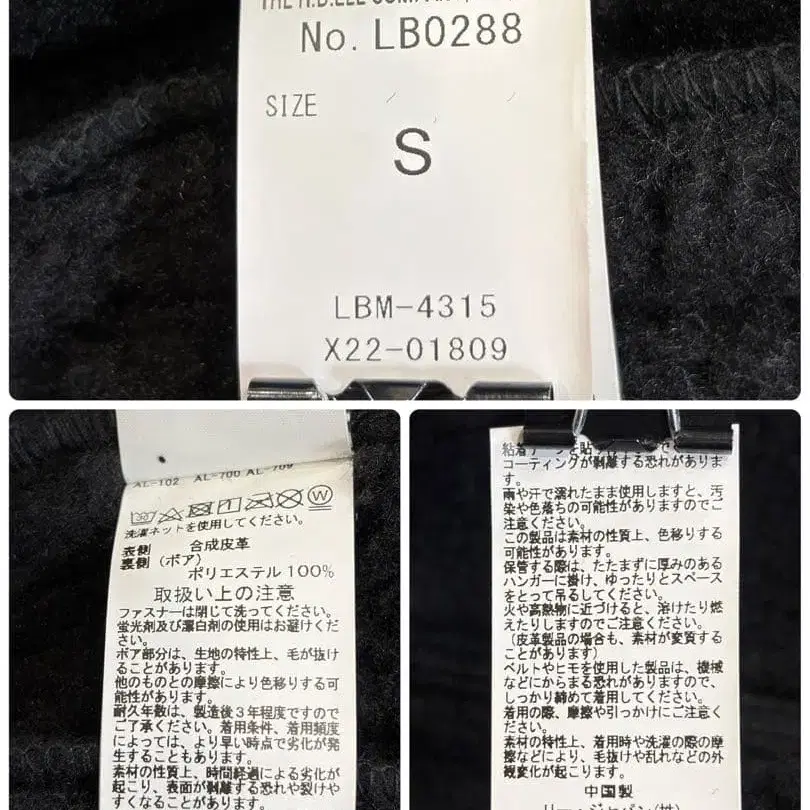 THE H.D.LEE COMPANY
No. LB0288
SIZE
S
LBM-4315
X22-01809
AL-102 AL-700 AL-709
洗濯ネットを使用してください。
表側 合成皮革
裏側(ボア)
ポリエステル100%
取扱い上の注意
ファスナーは閉じて洗ってください。
蛍光剤及び漂白剤の使用はお避けくだ
さい。
ボア部分は、生地の特性上、毛が抜け
ることがあります。
他のものとの摩擦により色移りする可
能性があります。
耐久年数は、製造後3年程度ですので
ご了承ください。着用条件、着用頻度
によっては、より早い時点で劣化が発
生することもあります。
素材の性質上、時間経過による劣化が
起こり、表面が剥離する恐れや裂けや
すくなることがあります。
コーティングが剥離する恐れがありま
す。
雨や汗で濡れたまま使用しますと、汚
染や色落ちの可能性がありますのでご
注意ください。
この製品は素材の性質上、色移りする
可能性があります。
保管する際は、たたまずに厚みのある
ハンガーに掛け、ゆったりとスペース
をとって吊るしてください。
火や高熱物に近づけると、溶けたり燃
えたりしますのでご注意ください。
(皮革製品の場合も、素材が変質する
ことがあります)
ベルトやヒモを使用した製品は、機械
などにからまる恐れがありますので、
しっかり締めて着用してください。
着用の際、摩擦や引っかけにご注意く
ださい。
素材の特性上、着用時や洗濯の際の摩
擦などにより、毛抜けや乱れなどの外
観変化が起こります。
中国製
リー・ジャパン(株)